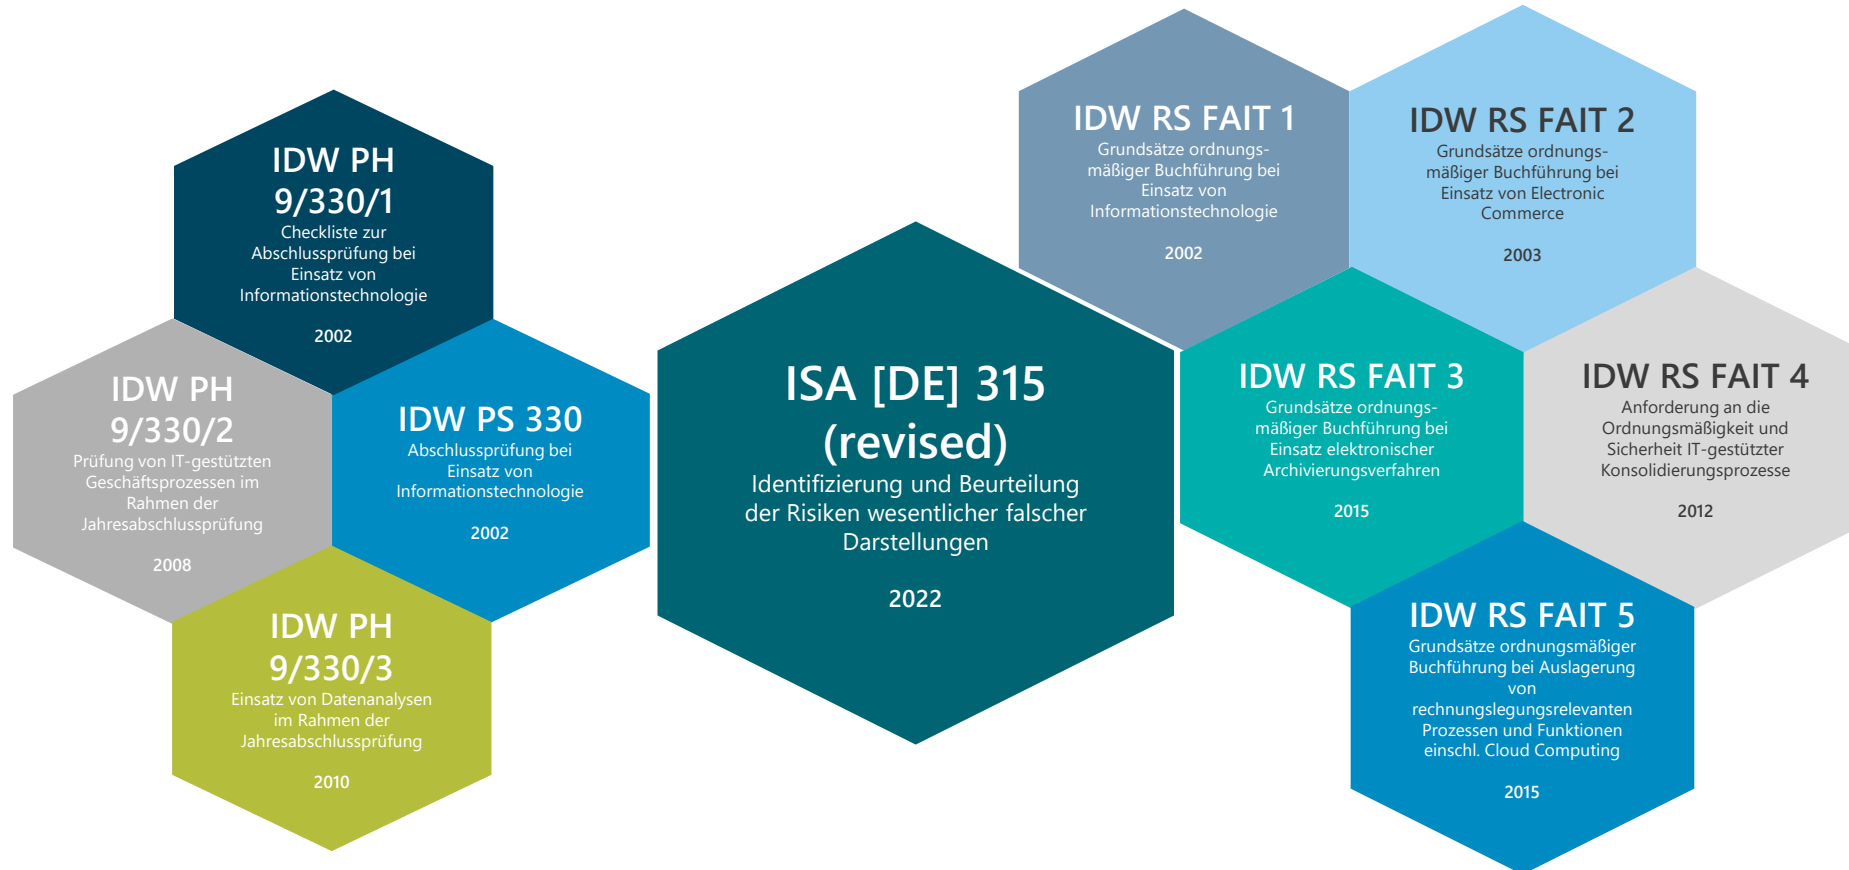 IDW PH
9/330/1
Checkliste zur
Abschlussprüfung bei
Einsatz von
Informationstechnologie
2002
IDW PH
9/330/2
Prüfung von IT-gestützten
Geschäftsprozessen im
Rahmen der
Jahresabschlussprüfung
2008
IDW PS 330
Abschlussprüfung bei
Einsatz von
Informationstechnologie
2002
IDW PH
9/330/3
Einsatz von Datenanalysen
im Rahmen der
Jahresabschlussprüfung
2010
ISA [DE] 315
(revised)
Identifizierung und Beurteilung
der Risiken wesentlicher falscher
Darstellungen
2022
IDW RS FAIT 1
Grundsätze ordnungs-
mäßiger Buchführung bei
Einsatz von
Informationstechnologie
2002
IDW RS FAIT 2
Grundsätze ordnungs-
mäßiger Buchführung bei
Einsatz von Electronic
Commerce
2003
IDW RS FAIT 3
Grundsätze ordnungs-
mäßiger Buchführung bei
Einsatz elektronischer
Archivierungsverfahren
2015
IDW RS FAIT 4
Anforderung an die
Ordnungsmäßigkeit und
Sicherheit IT-gestützter
Konsolidierungsprozesse
2012
IDW RS FAIT 5
Grundsätze ordnungsmäßiger
Buchführung bei Auslagerung
von
rechnungslegungsrelevanten
Prozessen und Funktionen
einschl. Cloud Computing
2015